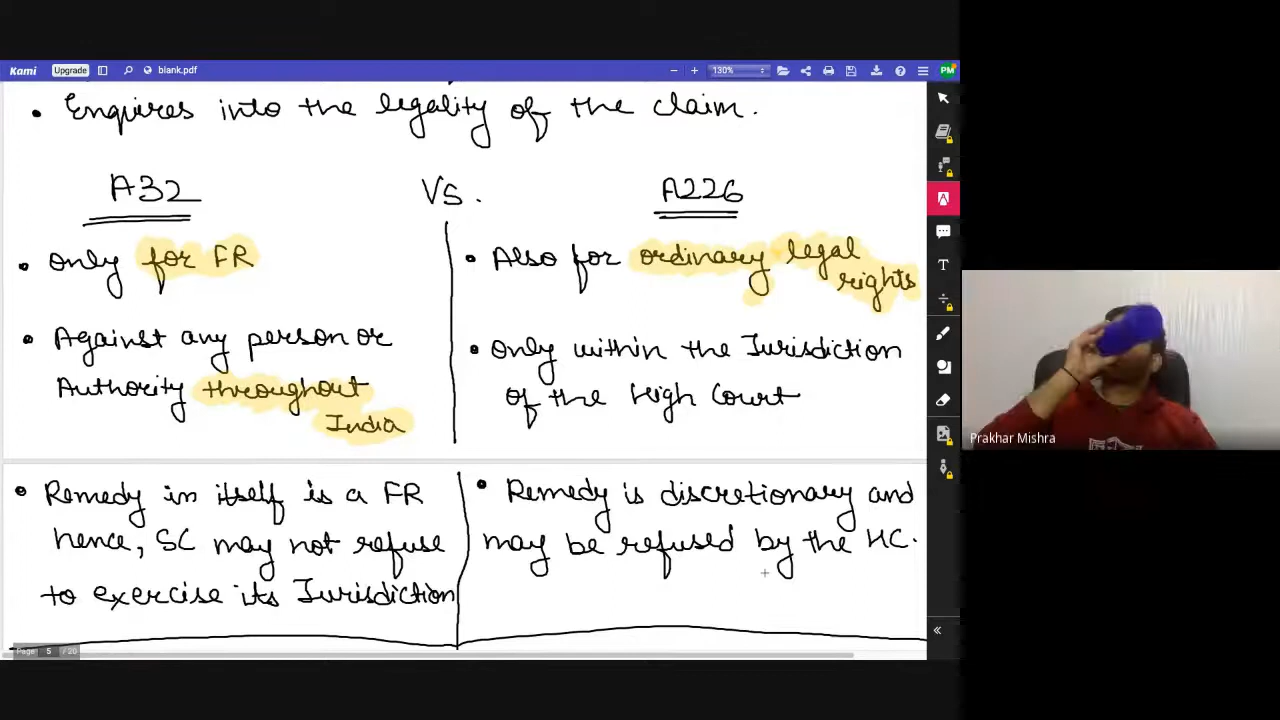 Kami Upgrade blank.pdf 130% PM
• Enquires into the legality of the claim.
A32 VS. A226
• only for FR
• Also for ordinary legal rights
• Against any person or
Authority throughout
India
• only within the Jurisdiction
of the High Court
• Remedy in itself is a FR
hence, SC may not refuse
to exercise its Jurisdiction
• Remedy is discretionary and
may be refused by the HC.
Page 5 / 20
Prakhar Mishra